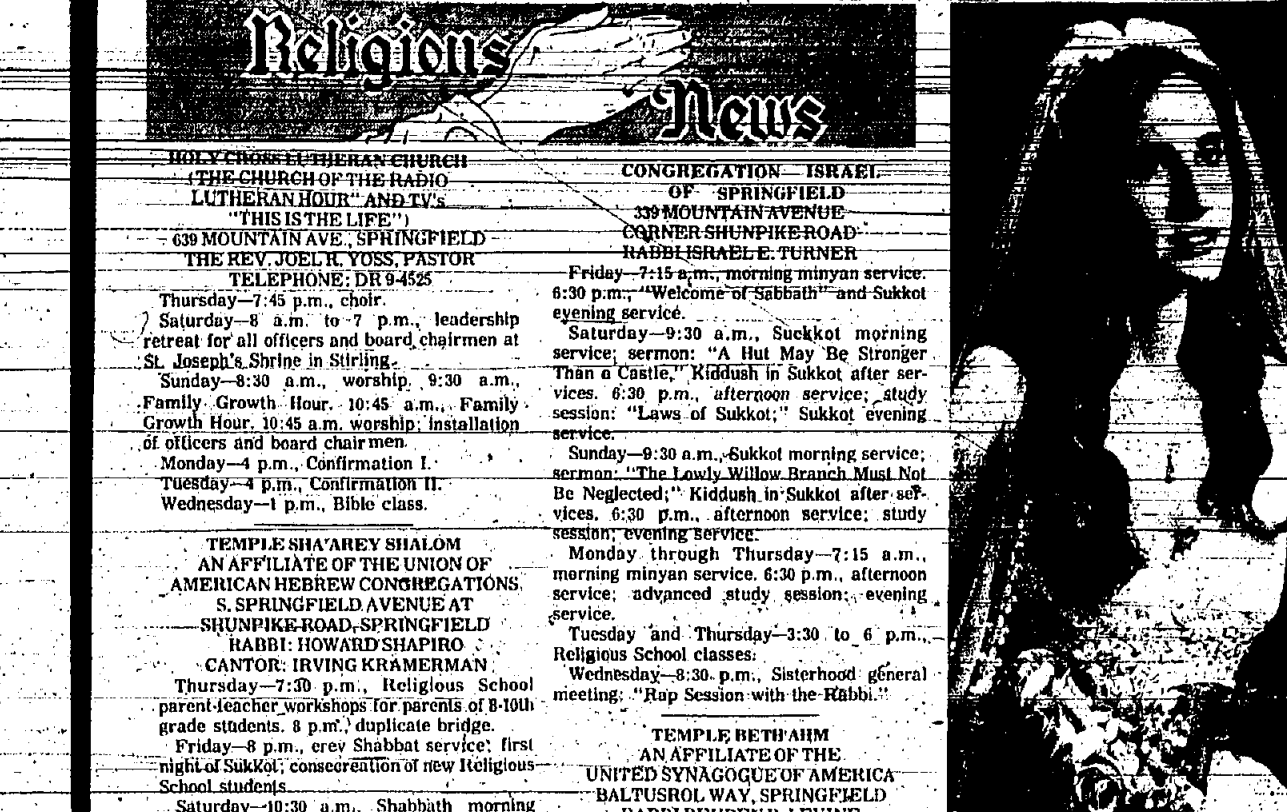 Religious
News
HOLY CROSS LUTHERAN CHURCH
(THE CHURCH OF THE RADIO
LUTHERAN HOUR" AND TV's
"THIS IS THE LIFE")
639 MOUNTAIN AVE., SPRINGFIELD
THE REV. JOEL R. YOSS, PASTOR
TELEPHONE: DR 9-4525
Thursday—7:45 p.m., choir.
Saturday—8 a.m. to 7 p.m., leadership
retreat for all officers and board chairmen at
St. Joseph's Shrine in Stirling.
Sunday—8:30 a.m., worship. 9:30 a.m.,
Family Growth Hour. 10:45 a.m., Family
Growth Hour. 10:45 a.m. worship; installation
of officers and board chairmen.
Monday—4 p.m., Confirmation I.
Tuesday—4 p.m., Confirmation II.
Wednesday—1 p.m., Bible class.
TEMPLE SHA'AREY SHALOM
AN AFFILIATE OF THE UNION OF
AMERICAN HEBREW CONGREGATIONS,
S. SPRINGFIELD AVENUE AT
SHUNPIKE ROAD, SPRINGFIELD
RABBI: HOWARD SHAPIRO
CANTOR: IRVING KRAMERMAN
Thursday—7:30 p.m., Religious School
parent-teacher workshops for parents of 8-10th
grade students. 8 p.m., duplicate bridge.
Friday—8 p.m., erev Shabbat service; first
night of Sukkot; consecreation of new Religious
School students.
Saturday—10:30 a.m., Shabbath morning
CONGREGATION ISRAEL
OF SPRINGFIELD
339 MOUNTAIN AVENUE
CORNER SHUNPIKE ROAD
RABBI ISRAEL E. TURNER
Friday—7:15 a.m., morning minyan service.
6:30 p.m., "Welcome of Sabbath" and Sukkot
evening service.
Saturday—9:30 a.m., Suckkot morning
service; sermon: "A Hut May Be Stronger
Than a Castle," Kiddush in Sukkot after ser-
vices. 6:30 p.m., afternoon service; study
session: "Laws of Sukkot;" Sukkot evening
service.
Sunday—9:30 a.m., Sukkot morning service;
sermon: "The Lowly Willow Branch Must Not
Be Neglected;" Kiddush in Sukkot after ser-
vices. 6:30 p.m., afternoon service; study
session; evening service.
Monday through Thursday—7:15 a.m.,
morning minyan service. 6:30 p.m., afternoon
service; advanced study session; evening
service.
Tuesday and Thursday—3:30 to 6 p.m.,
Religious School classes.
Wednesday—8:30 p.m., Sisterhood general
meeting; "Rap Session with the Rabbi."
TEMPLE BETH AHM
AN AFFILIATE OF THE
UNITED SYNAGOGUE OF AMERICA
BALTUSROL WAY, SPRINGFIELD